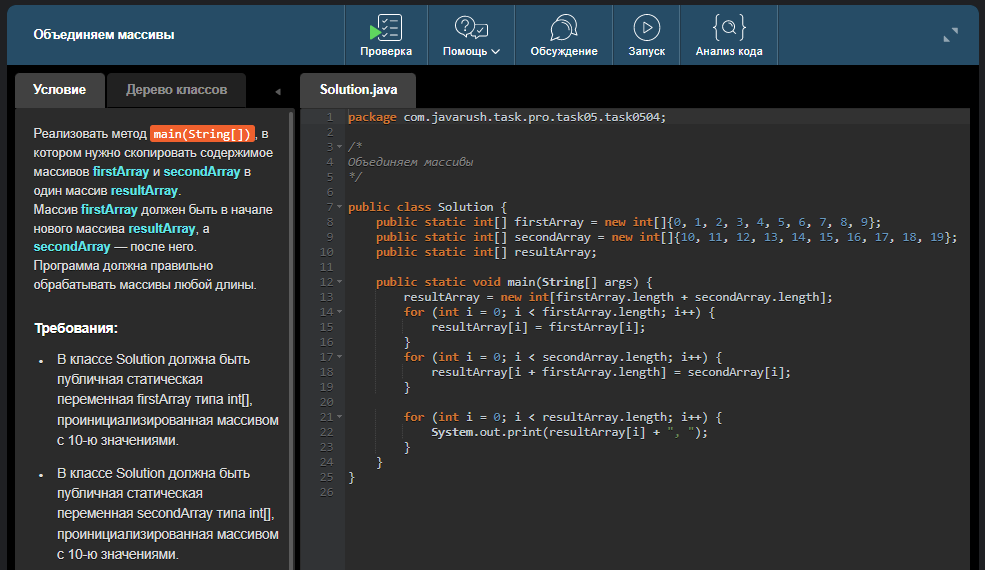 Объединяем массивы
Проверка
Помощь
Обсуждение
Запуск
Анализ кода
Условие
Дерево классов
Реализовать метод main(String[]), в
котором нужно скопировать содержимое
массивов firstArray и secondArray в
один массив resultArray.
Массив firstArray должен быть в начале
нового массива resultArray, а
secondArray — после него.
Программа должна правильно
обрабатывать массивы любой длины.
Требования:
• В классе Solution должна быть
публичная статическая
переменная firstArray типа int[],
проинициализированная массивом
с 10-ю значениями.
• В классе Solution должна быть
публичная статическая
переменная secondArray типа int[],
проинициализированная массивом
с 10-ю значениями.
Solution.java
1 package com.javarush.task.pro.task05.task0504;
2
3 /*
4 Объединяем массивы
5 */
6
7 public class Solution {
8     public static int[] firstArray = new int[]{0, 1, 2, 3, 4, 5, 6, 7, 8, 9};
9     public static int[] secondArray = new int[]{10, 11, 12, 13, 14, 15, 16, 17, 18, 19};
10     public static int[] resultArray;
11
12     public static void main(String[] args) {
13         resultArray = new int[firstArray.length + secondArray.length];
14         for (int i = 0; i < firstArray.length; i++) {
15             resultArray[i] = firstArray[i];
16         }
17         for (int i = 0; i < secondArray.length; i++) {
18             resultArray[i + firstArray.length] = secondArray[i];
19         }
20
21         for (int i = 0; i < resultArray.length; i++) {
22             System.out.print(resultArray[i] + ", ");
23         }
24     }
25 }
26